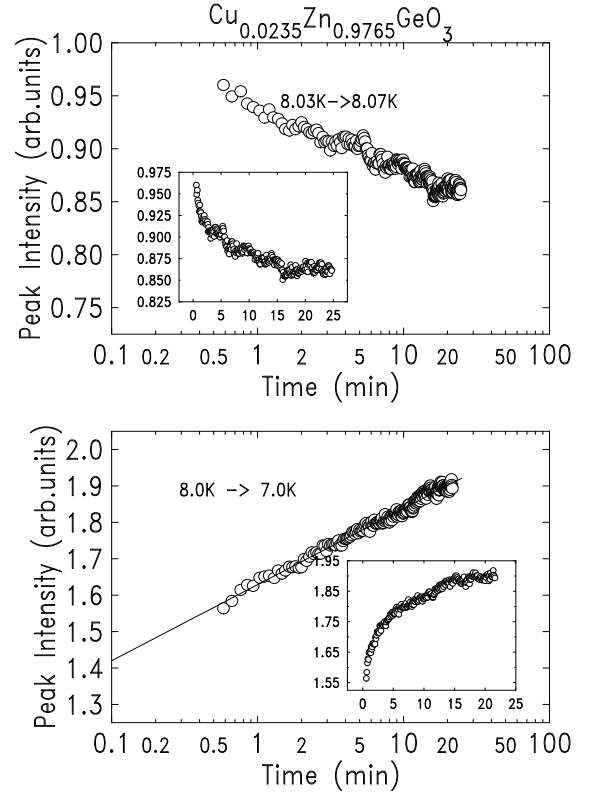 Cu0.0235Zn0.9765GeO3
Peak Intensity (arb.units)
1.00
0.95
0.90
0.85
0.80
0.75
8.03K->8.07K
0.975
0.950
0.925
0.900
0.875
0.850
0.825
0 5 10 15 20 25
0.1 0.2 0.5 1 2 5 10 20 50 100
Time (min)
Peak Intensity (arb.units)
2.0
1.9
1.8
1.7
1.6
1.5
1.4
1.3
8.0K -> 7.0K
1.95
1.85
1.75
1.65
1.55
0 5 10 15 20 25
0.1 0.2 0.5 1 2 5 10 20 50 100
Time (min)